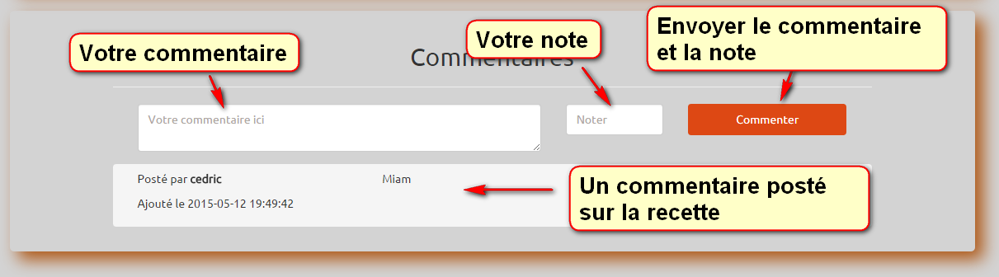 Votre commentaire
Votre note
Envoyer le commentaire
et la note
Commentaires
Votre commentaire ici
Noter
Commenter
Posté par cedric
Miam
Ajouté le 2015-05-12 19:49:42
Un commentaire posté
sur la recette